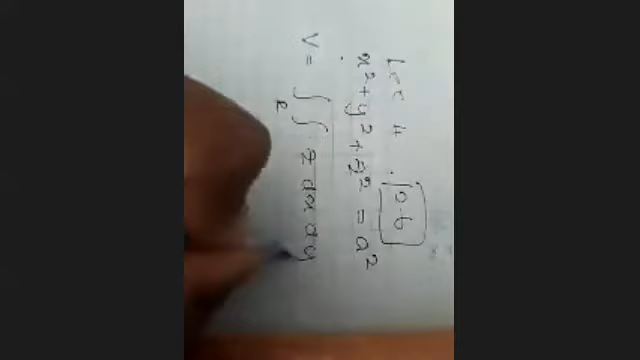 Lec 4. 10.6
x² + y² + z² = a²
V = ∫∫ z dx dy
R